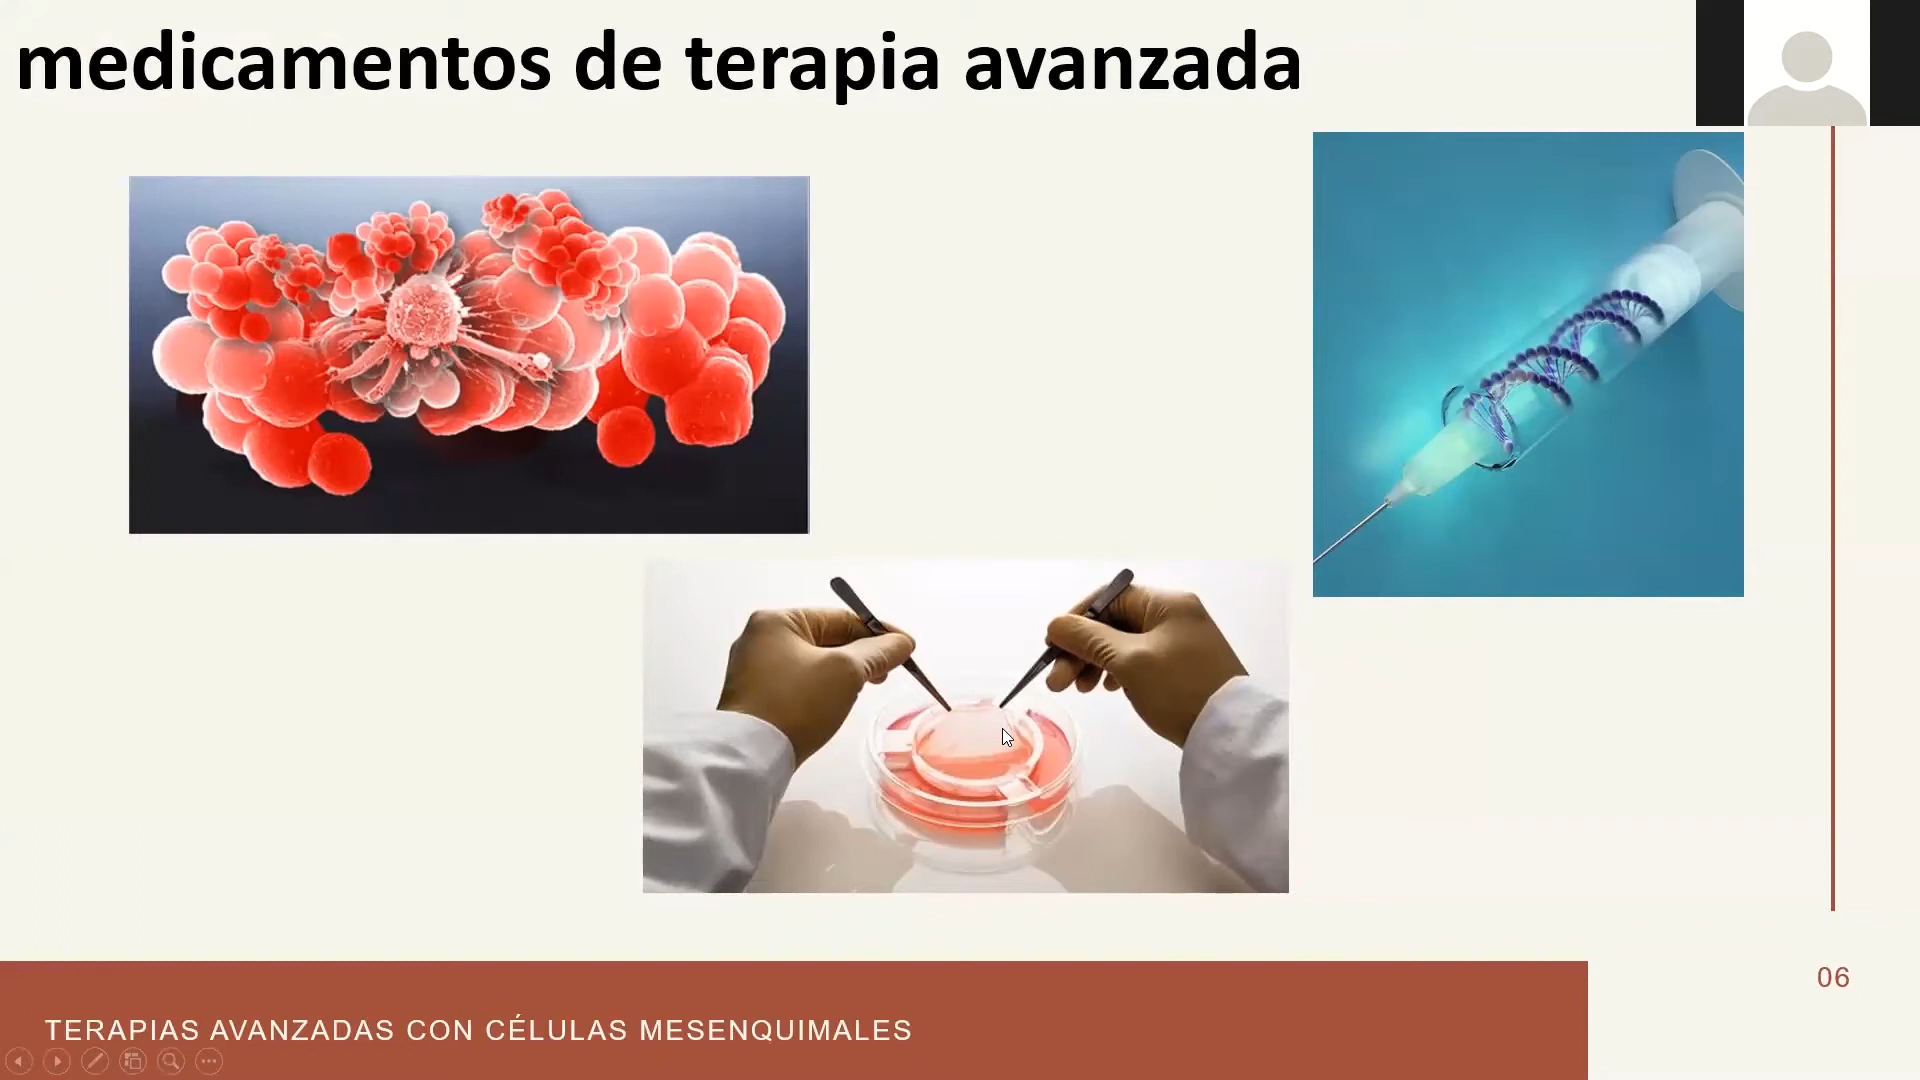 medicamentos de terapia avanzada
06
TERAPIAS AVANZADAS CON CÉLULAS MESENQUIMALES